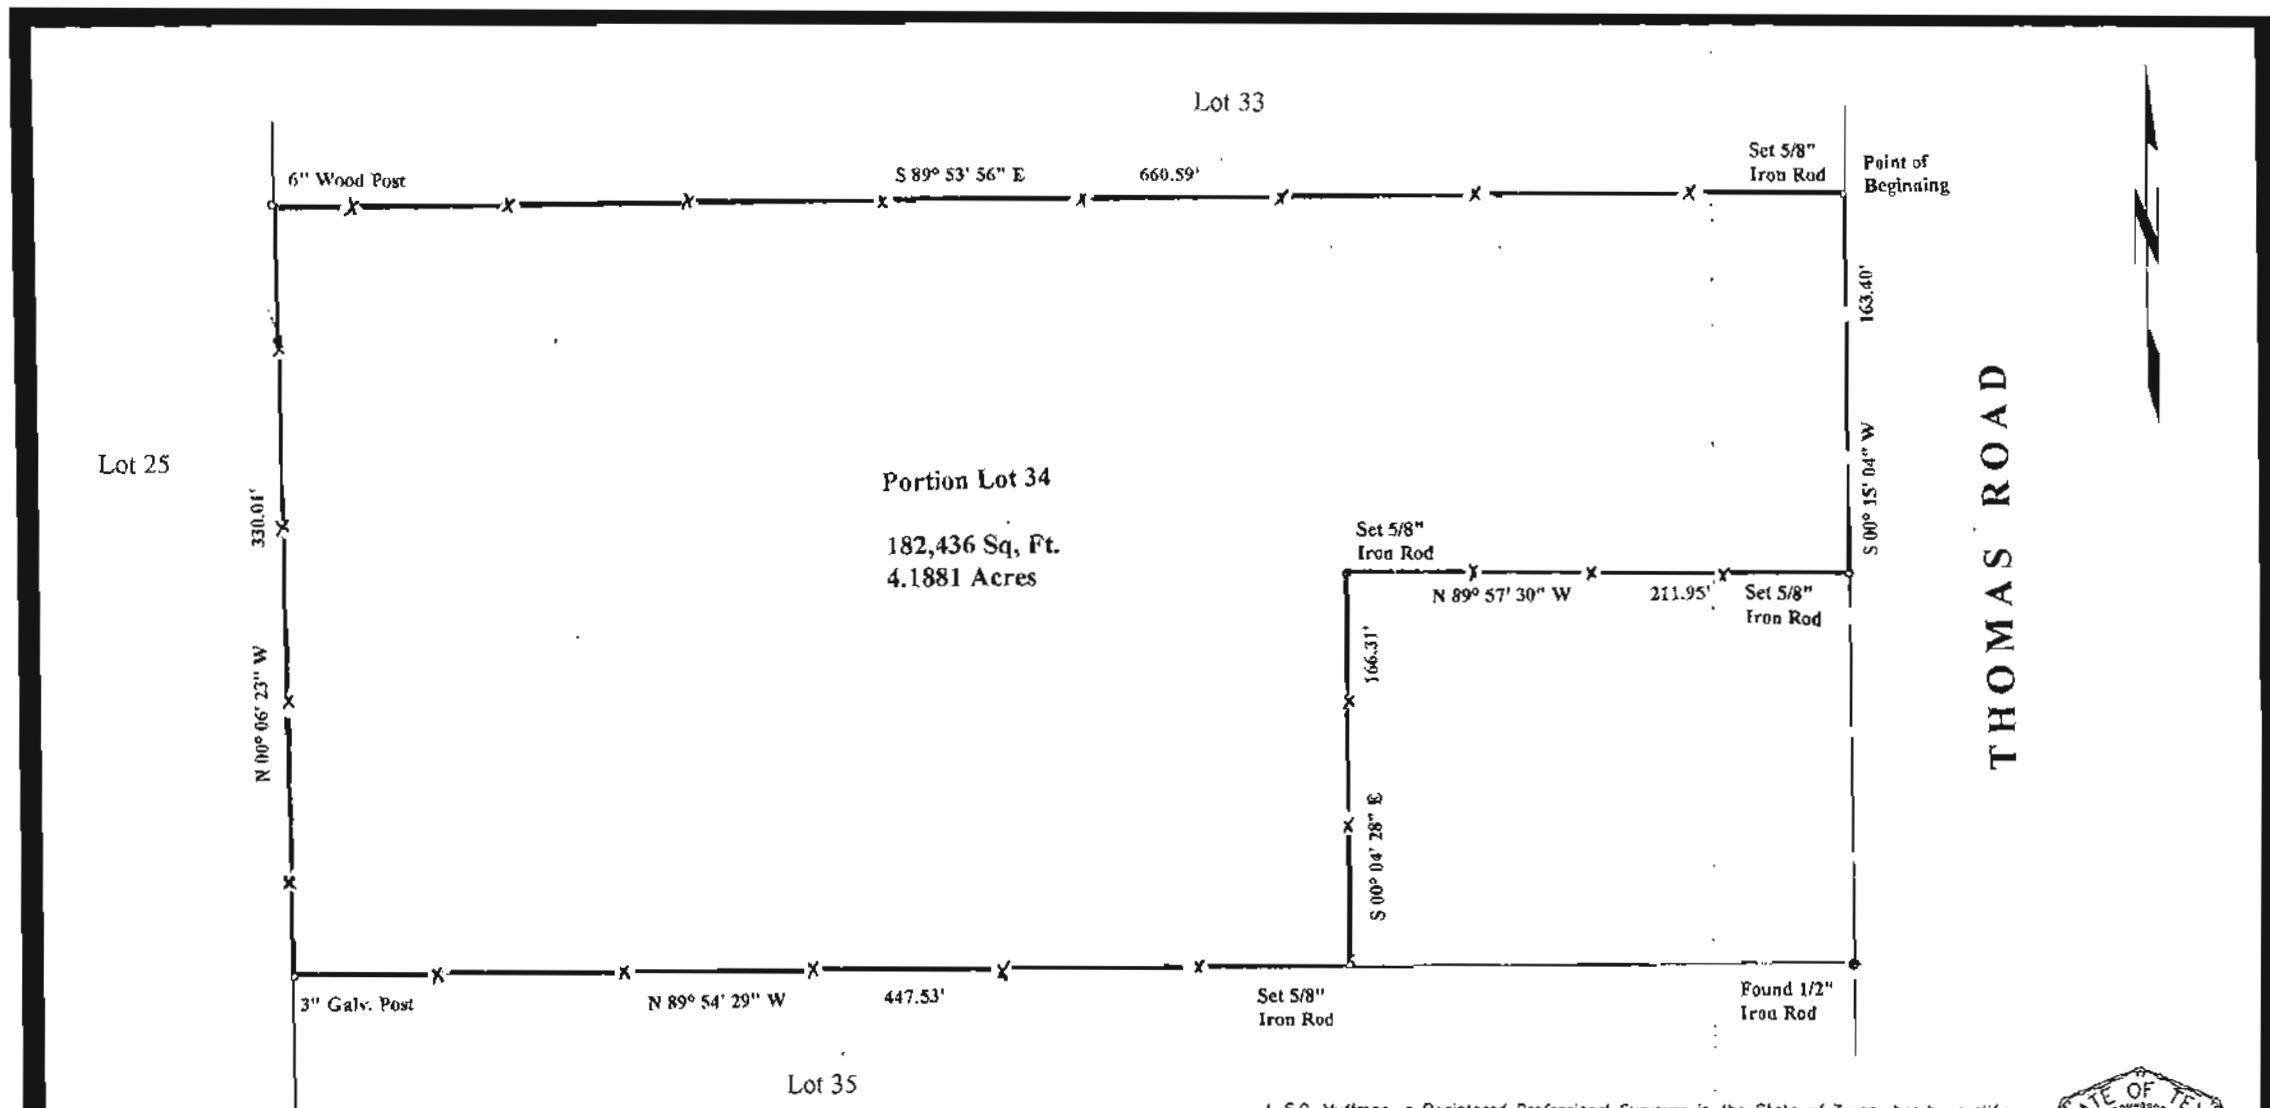 Lot 33
Set 5/8"
Iron Rod
Point of
Beginning
6" Wood Post
S 89° 53' 56" E 660.59'
163.40'
S 00° 15' 04" W
THOMAS ROAD
N
Lot 25
330.01'
N 00° 06' 23" W
Portion Lot 34
182,436 Sq, Ft.
4.1881 Acres
Set 5/8"
Iron Rod
N 89° 57' 30" W 211.95'
Set 5/8"
Iron Rod
166.31'
S 00° 04' 28" E
3" Galv. Post
N 89° 54' 29" W 447.53'
Set 5/8"
Iron Rod
Found 1/2"
Iron Rod
Lot 35
OF